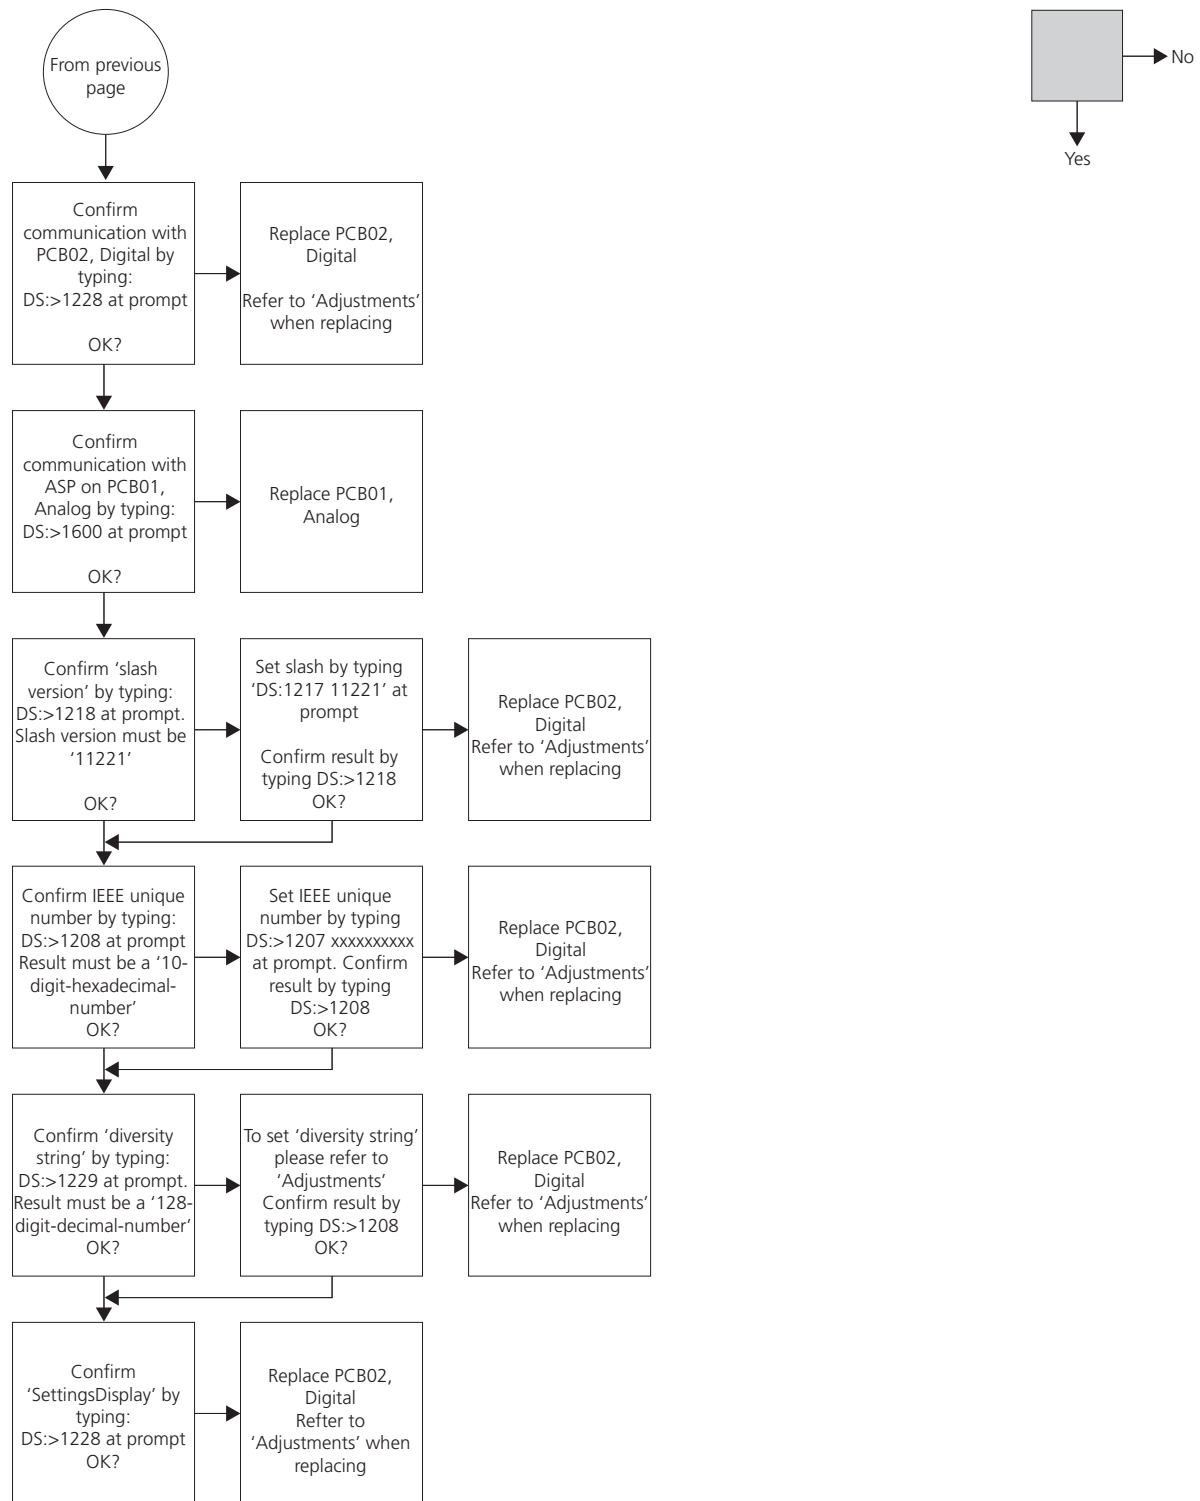 From previous
page
No
Yes
Confirm
communication with
PCB02, Digital by
typing:
DS:>1228 at prompt
OK?
Replace PCB02,
Digital
Refer to ‘Adjustments’
when replacing
Confirm
communication with
ASP on PCB01,
Analog by typing:
DS:>1600 at prompt
OK?
Replace PCB01,
Analog
Confirm ‘slash
version’ by typing:
DS:>1218 at prompt.
Slash version must be
‘11221’
OK?
Set slash by typing
‘DS:1217 11221’ at
prompt
Confirm result by
typing DS:>1218
OK?
Replace PCB02,
Digital
Refer to ‘Adjustments’
when replacing
Confirm IEEE unique
number by typing:
DS:>1208 at prompt
Result must be a ‘10-
digit-hexadecimal-
number’
OK?
Set IEEE unique
number by typing
DS:>1207 xxxxxxxxxx
at prompt. Confirm
result by typing
DS:>1208
OK?
Replace PCB02,
Digital
Refer to ‘Adjustments’
when replacing
Confirm ‘diversity
string’ by typing:
DS:>1229 at prompt.
Result must be a ‘128-
digit-decimal-number’
OK?
To set ‘diversity string’
please refer to
‘Adjustments’
Confirm result by
typing DS:>1208
OK?
Replace PCB02,
Digital
Refer to ‘Adjustments’
when replacing
Confirm
‘SettingsDisplay’ by
typing:
DS:>1228 at prompt
OK?
Replace PCB02,
Digital
Refter to
‘Adjustments’ when
replacing